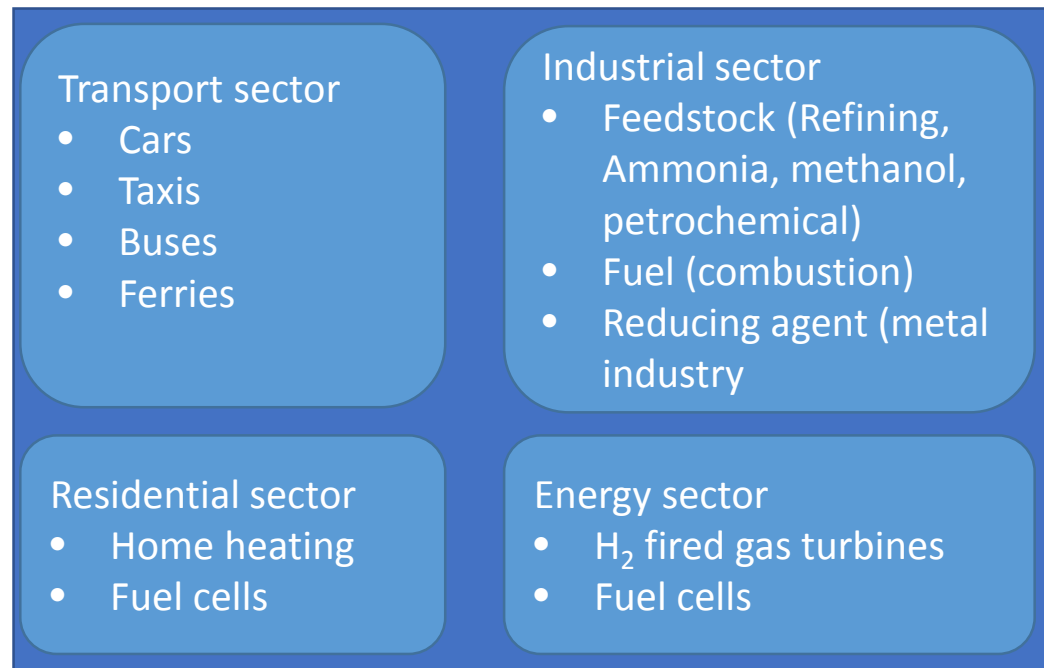 Transport sector
• Cars
• Taxis
• Buses
• Ferries
Industrial sector
• Feedstock (Refining,
Ammonia, methanol,
petrochemical)
• Fuel (combustion)
• Reducing agent (metal
industry
Residential sector
• Home heating
• Fuel cells
Energy sector
• H₂ fired gas turbines
• Fuel cells